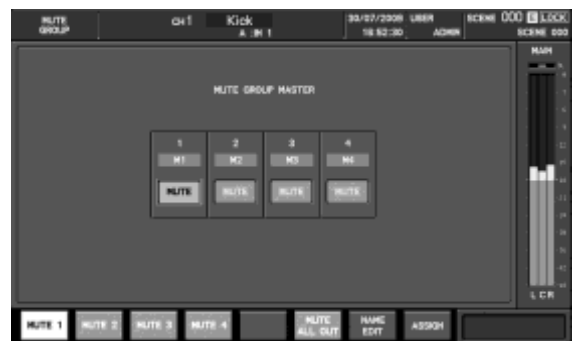 MUTE GROUP CH1 Kick A :IN 1 30/07/2009 USER 16:52:30 ADMIN SCENE 000 E LOCK SCENE 000
MAIN
MUTE GROUP MASTER
1 2 3 4
M1 M2 M3 M4
MUTE MUTE MUTE MUTE
L C R
MUTE 1 MUTE 2 MUTE 3 MUTE 4 MUTE ALL OUT NAME EDIT ASSIGN